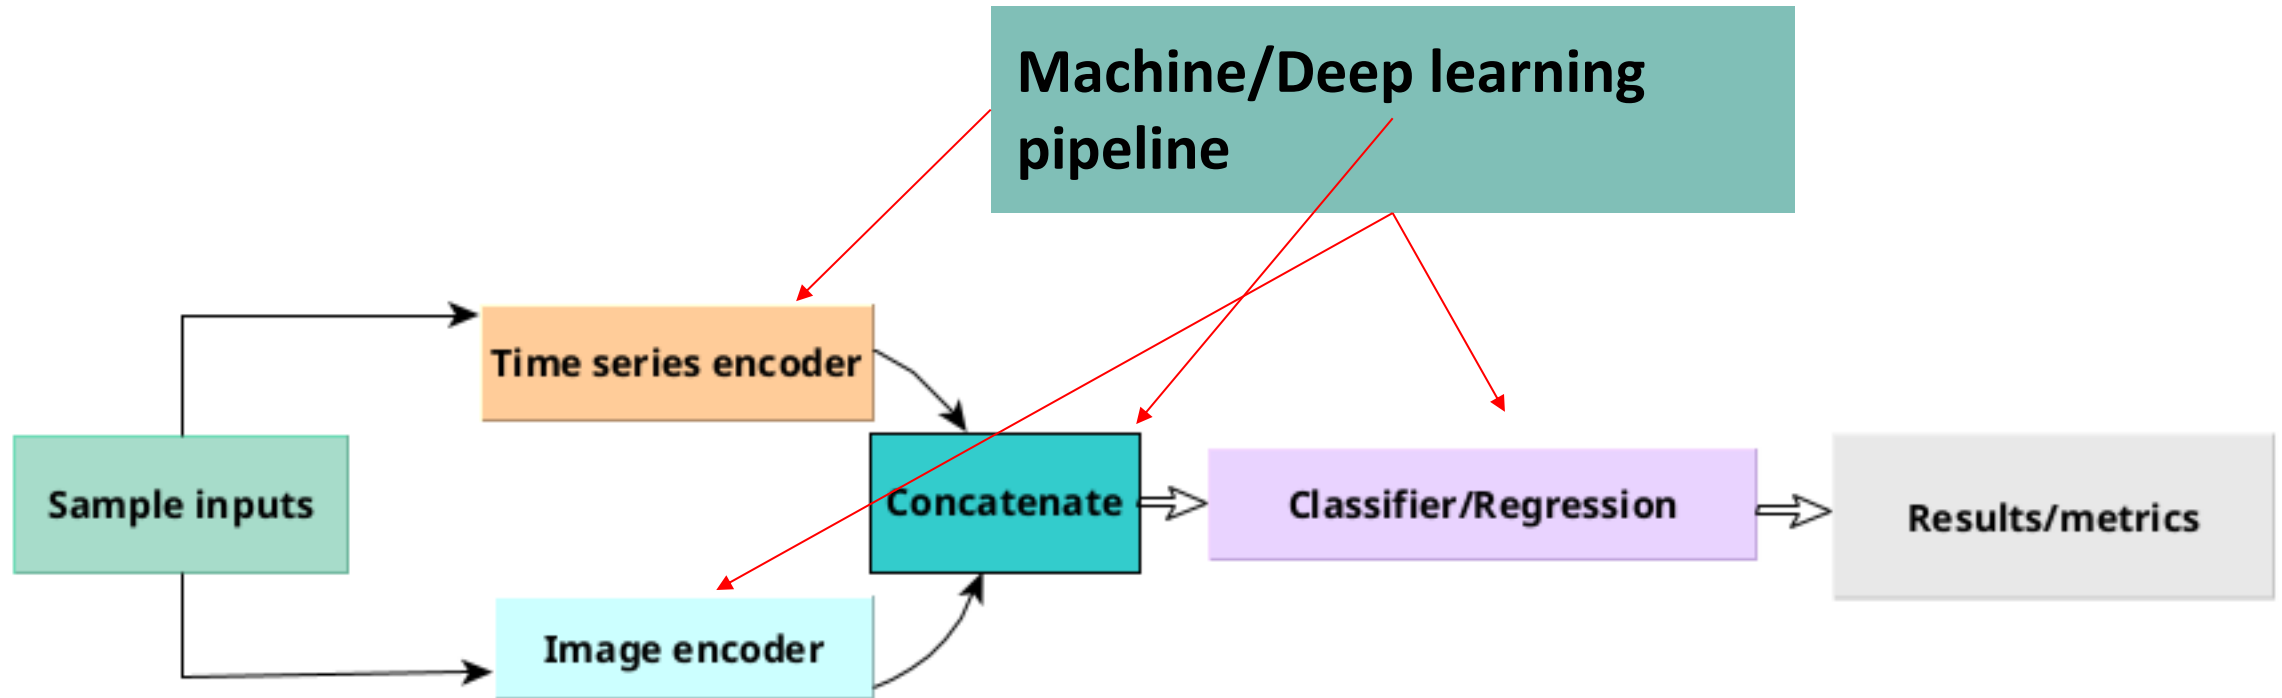 Machine/Deep learning
pipeline
Time series encoder
Sample inputs
Concatenate
Classifier/Regression
Results/metrics
Image encoder